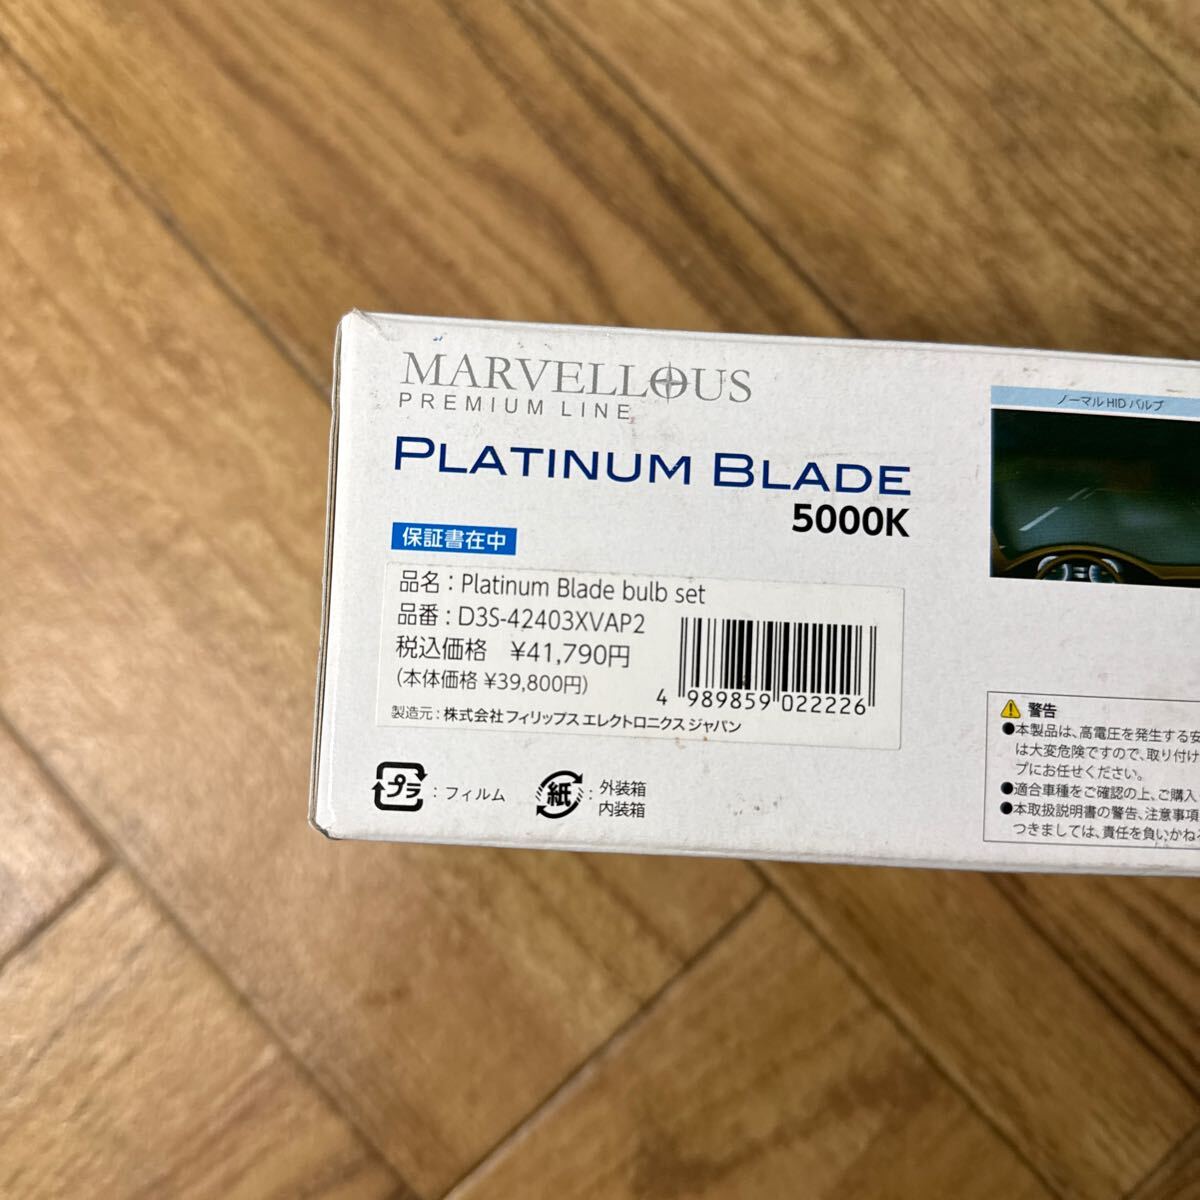 MARVELLOUS
PREMIUM LINE
PLATINUM BLADE
5000K
保証書在中
品名：Platinum Blade bulb set
品番：D3S-42403XVAP2
税込価格 ¥41,790円
(本体価格 ¥39,800円)
4 989859 022226
製造元：株式会社フィリップス エレクトロニクス ジャパン
プラ：フィルム
紙：外装箱
内装箱
ノーマル HID バルブ
警告
●本製品は、高電圧を発生する安
は大変危険ですので、取り付け
プにお任せください。
●適合車種をご確認の上、ご購入
●本取扱説明書の警告、注意事項
つきましては、責任を負いかね